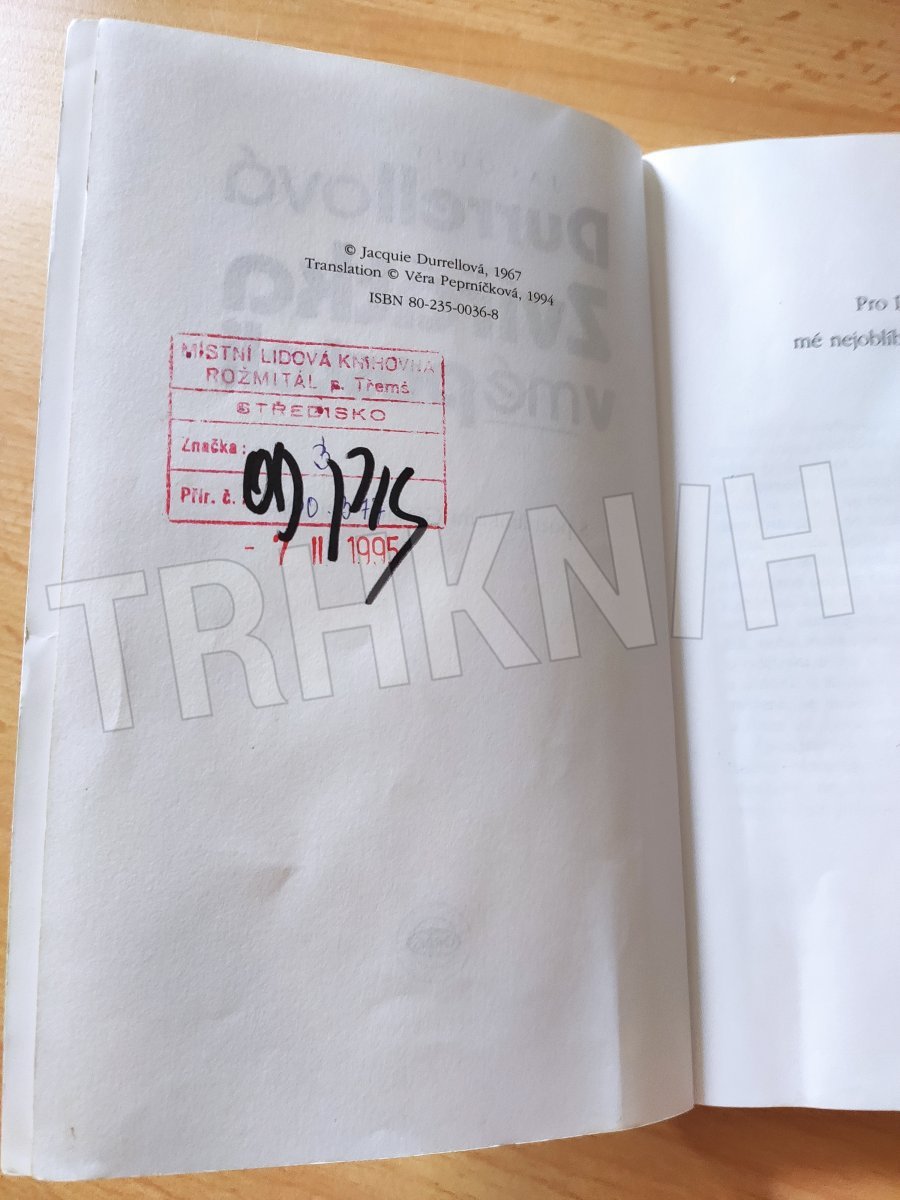 © Jacquie Durrellová, 1967
Translation © Věra Peprníčková, 1994
ISBN 80-235-0036-8
MÍSTNÍ LIDOVÁ KNIHOVNA
ROŽMITÁL p. Třemš
STŘEDISKO
Značka:
Přír. č.
- 7 II 1995
Pro
mé nejoblíb
TRHKNIH